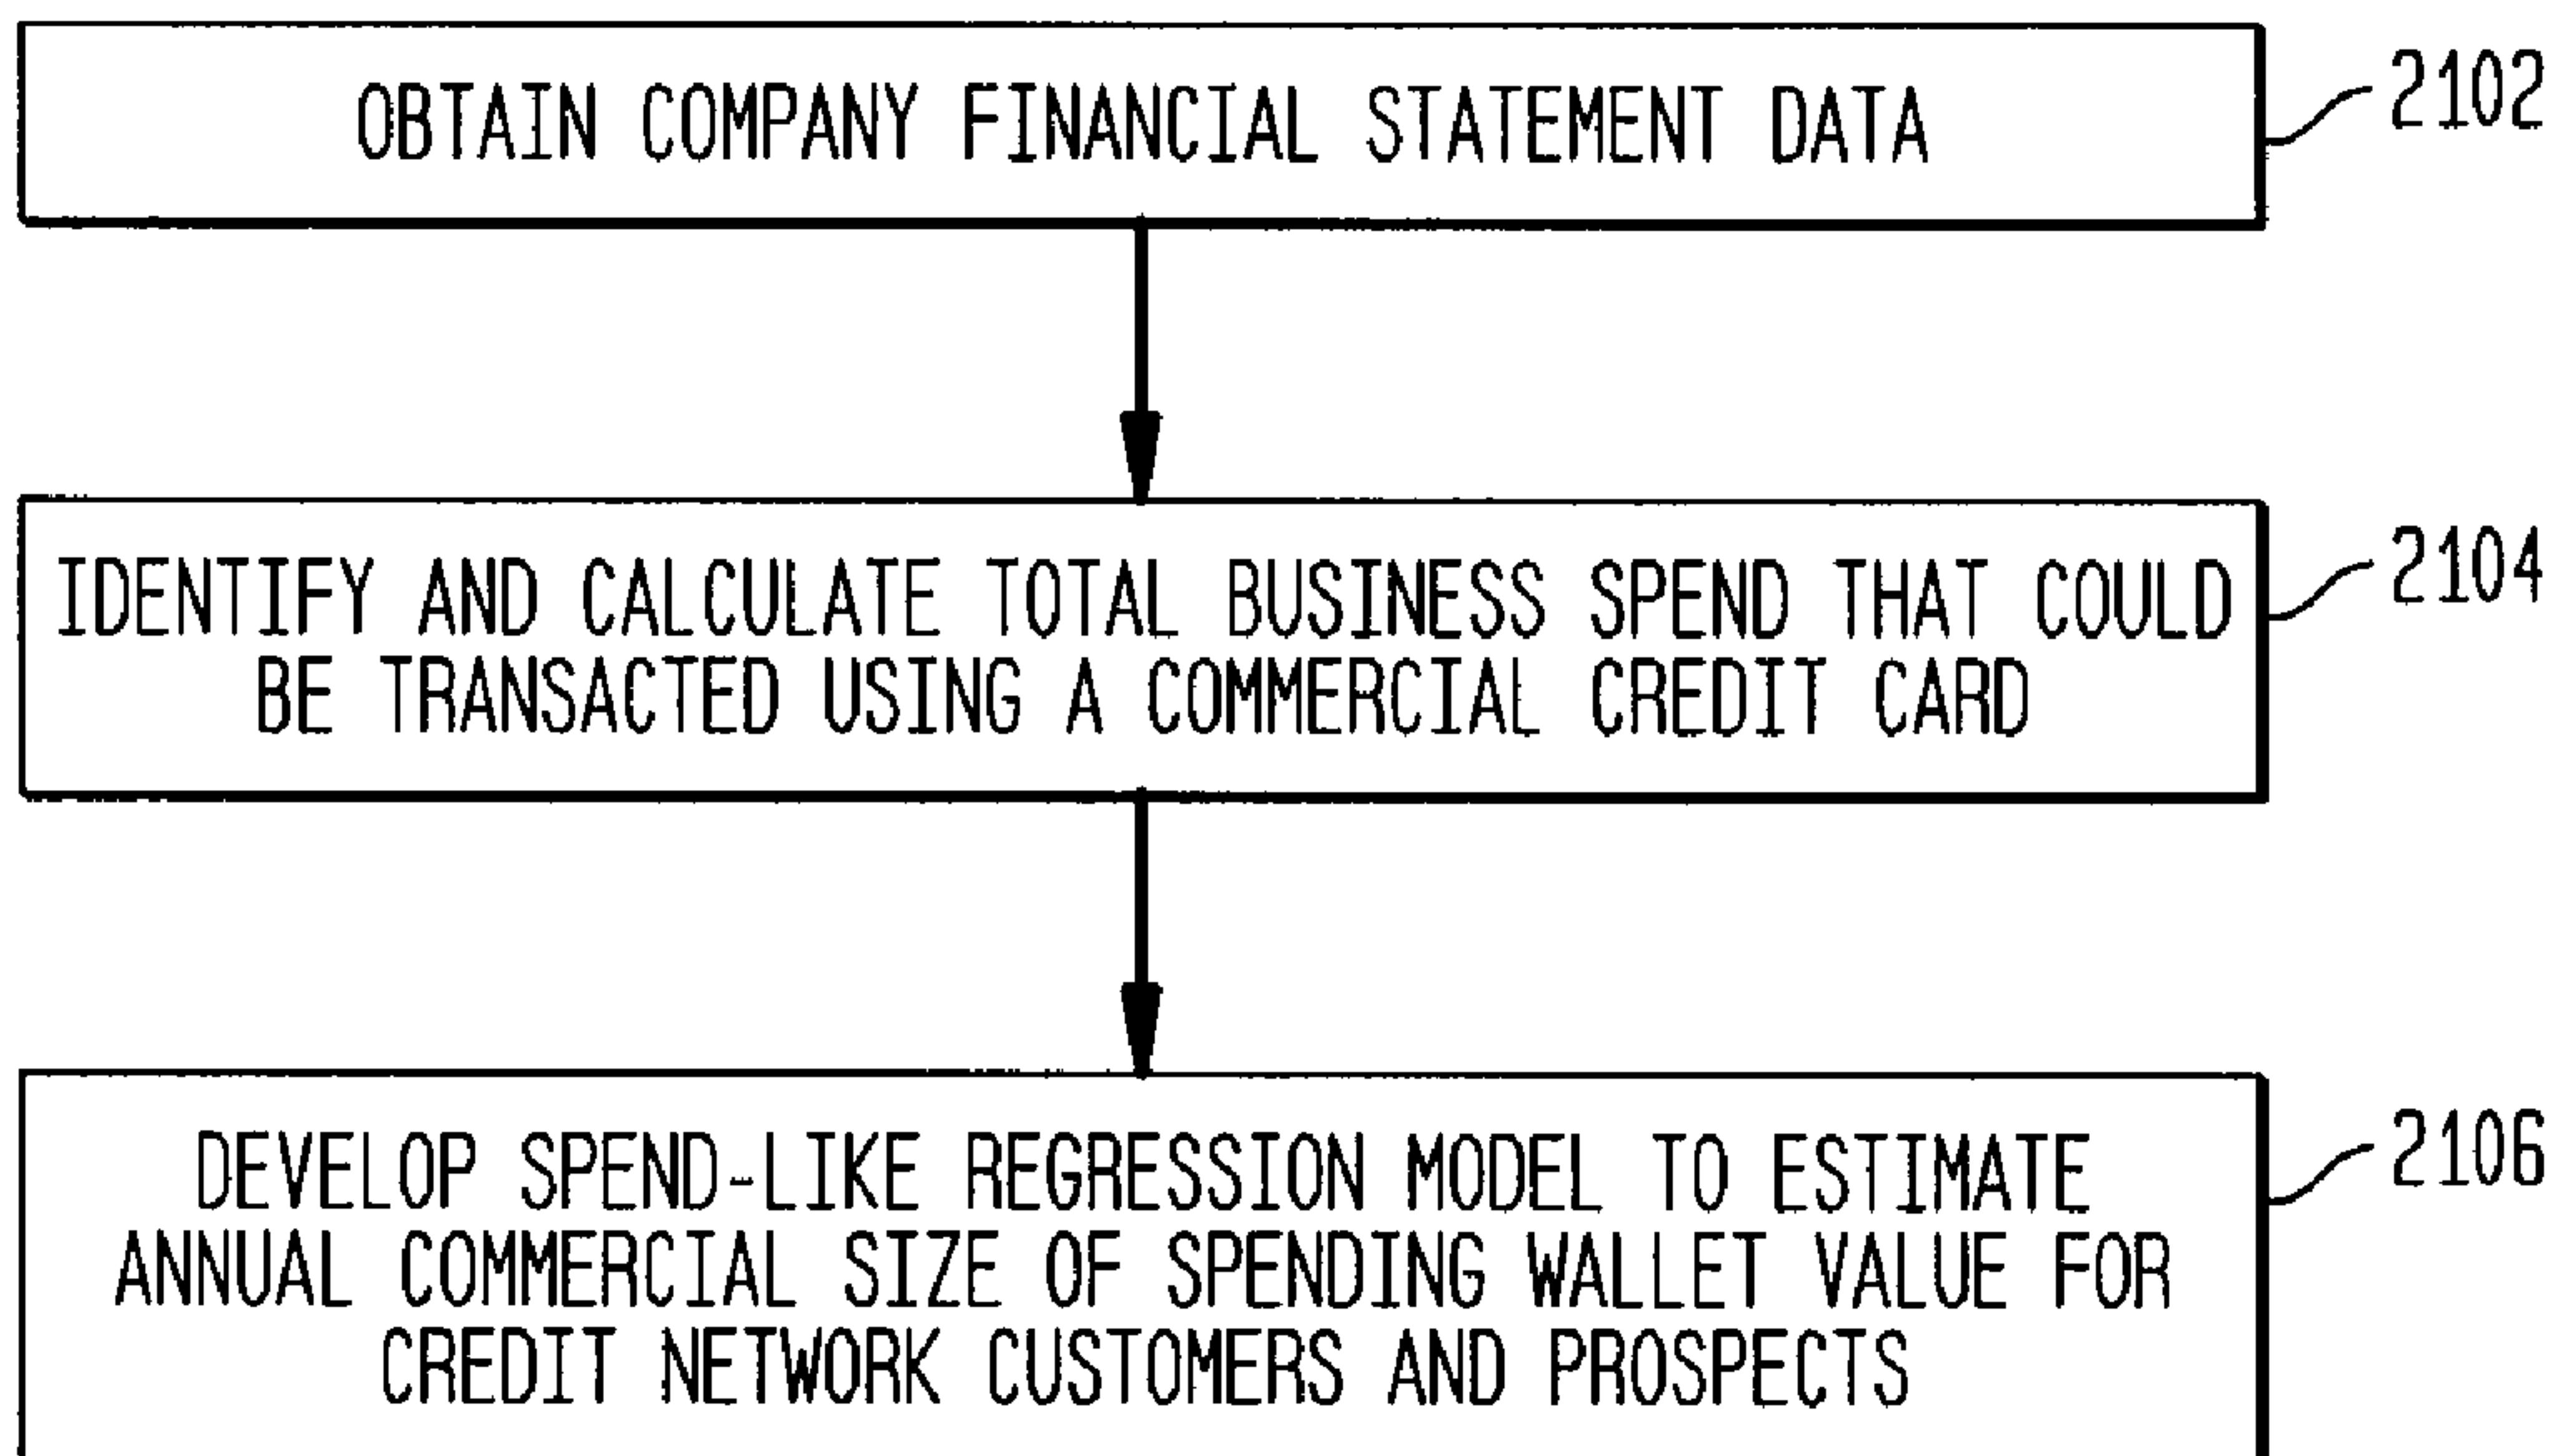 OBTAIN COMPANY FINANCIAL STATEMENT DATA
2102
IDENTIFY AND CALCULATE TOTAL BUSINESS SPEND THAT COULD
BE TRANSACTED USING A COMMERCIAL CREDIT CARD
2104
DEVELOP SPEND-LIKE REGRESSION MODEL TO ESTIMATE
ANNUAL COMMERCIAL SIZE OF SPENDING WALLET VALUE FOR
CREDIT NETWORK CUSTOMERS AND PROSPECTS
2106